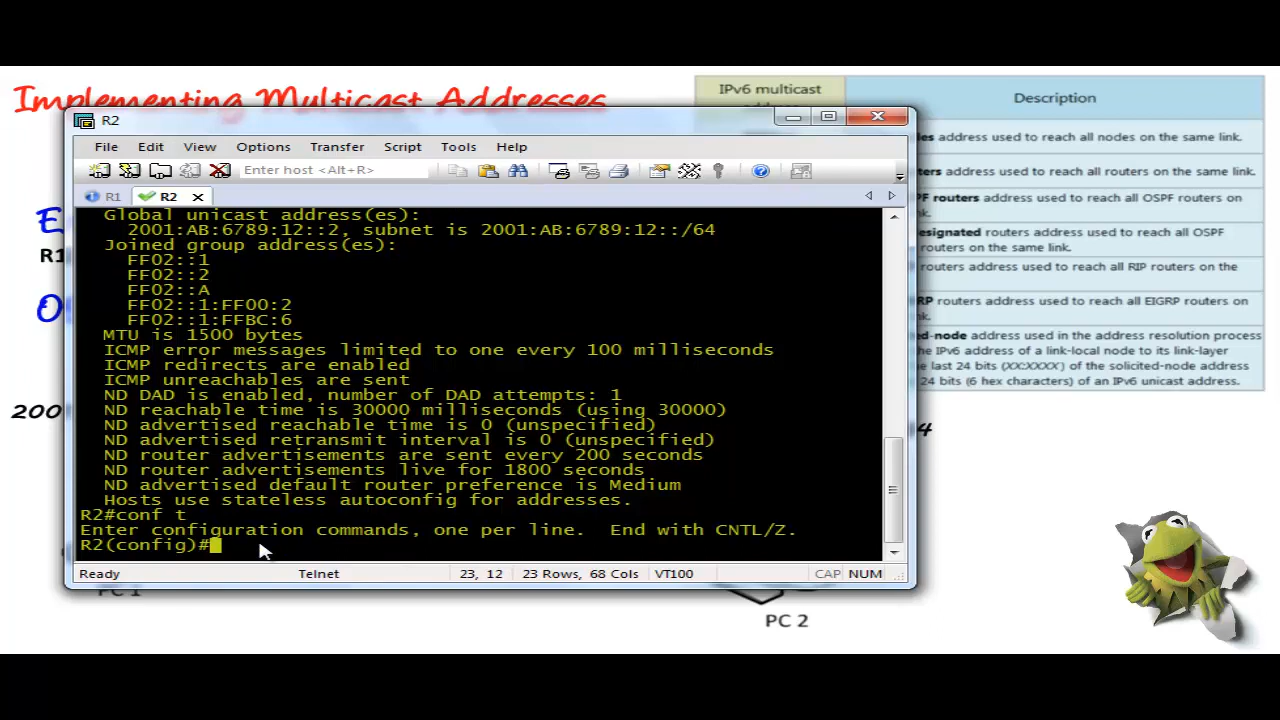 Implementing Multicast Addresses
IPv6 multicast
Description
address used to reach all nodes on the same link.
address used to reach all routers on the same link.
routers address used to reach all OSPF routers on
routers address used to reach all OSPF
routers on the same link.
routers address used to reach all RIP routers on the
routers address used to reach all EIGRP routers on
address used in the address resolution process
the IPv6 address of a link-local node to its link-layer
last 24 bits (XX:XXXX) of the solicited-node address
24 bits (6 hex characters) of an IPv6 unicast address.
E
R1
O
200
4
PC 1
PC 2
R2
File Edit View Options Transfer Script Tools Help
Enter host <Alt+R>
R1 R2
Global unicast address(es):
2001:AB:6789:12::2, subnet is 2001:AB:6789:12::/64
Joined group address(es):
FF02::1
FF02::2
FF02::A
FF02::1:FF00:2
FF02::1:FFBC:6
MTU is 1500 bytes
ICMP error messages limited to one every 100 milliseconds
ICMP redirects are enabled
ICMP unreachables are sent
ND DAD is enabled, number of DAD attempts: 1
ND reachable time is 30000 milliseconds (using 30000)
ND advertised reachable time is 0 (unspecified)
ND advertised retransmit interval is 0 (unspecified)
ND router advertisements are sent every 200 seconds
ND router advertisements live for 1800 seconds
ND advertised default router preference is Medium
Hosts use stateless autoconfig for addresses.
R2#conf t
Enter configuration commands, one per line. End with CNTL/Z.
R2(config)#
Ready Telnet 23, 12 23 Rows, 68 Cols VT100 CAP NUM